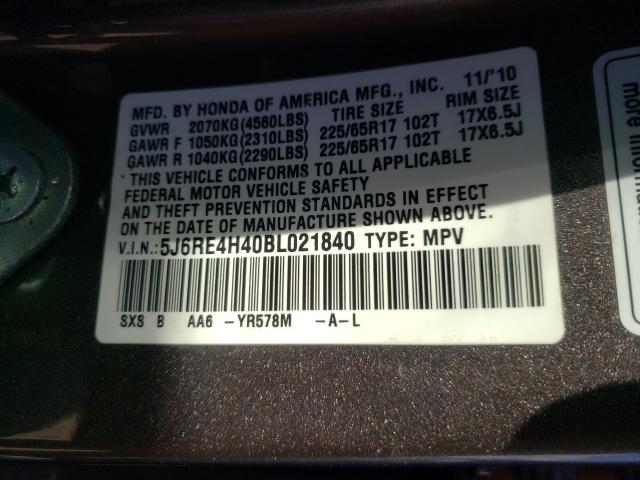 MFD. BY HONDA OF AMERICA MFG., INC. 11/'10
GVWR 2070KG(4560LBS) TIRE SIZE RIM SIZE
GAWR F 1050KG(2310LBS) 225/65R17 102T 17X6.5J
GAWR R 1040KG(2290LBS) 225/65R17 102T 17X6.5J
THIS VEHICLE CONFORMS TO ALL APPLICABLE
FEDERAL MOTOR VEHICLE SAFETY
AND THEFT PREVENTION STANDARDS IN EFFECT
ON THE DATE OF MANUFACTURE SHOWN ABOVE.
V.I.N.:5J6RE4H40BL021840 TYPE: MPV
SXS B AA6 -YR578M -A-L
more